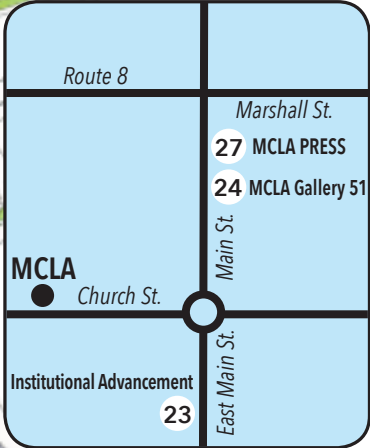 Route 8
Marshall St.
27 MCLA PRESS
24 MCLA Gallery 51
Main St.
MCLA
Church St.
East Main St.
Institutional Advancement
23